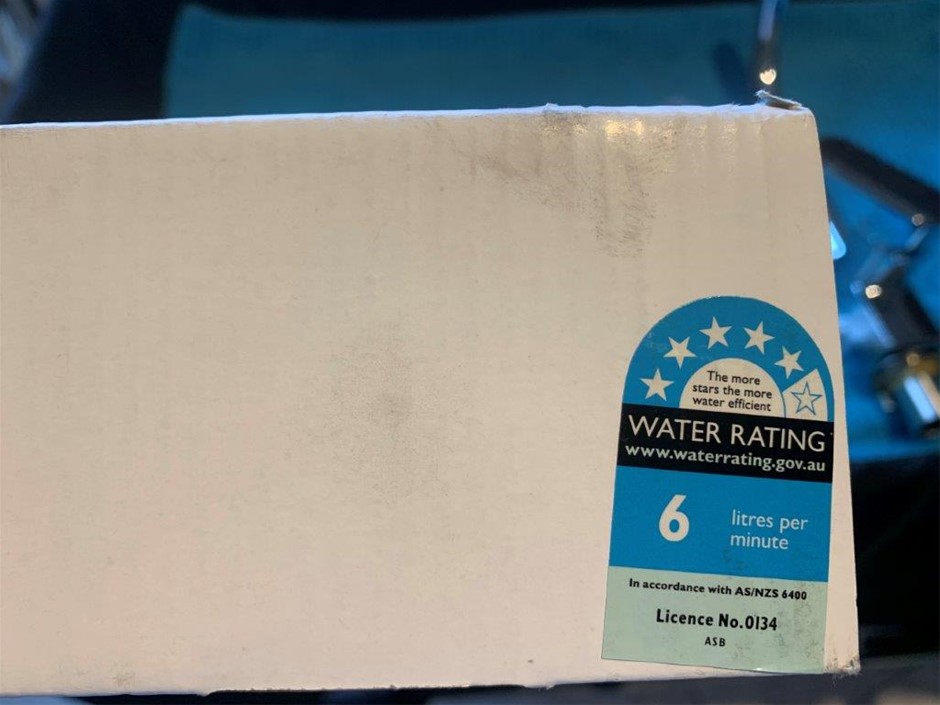 The more
stars the more
water efficient
WATER RATING
www.waterrating.gov.au
6 litres per
minute
In accordance with AS/NZS 6400
Licence No.0134
ASB